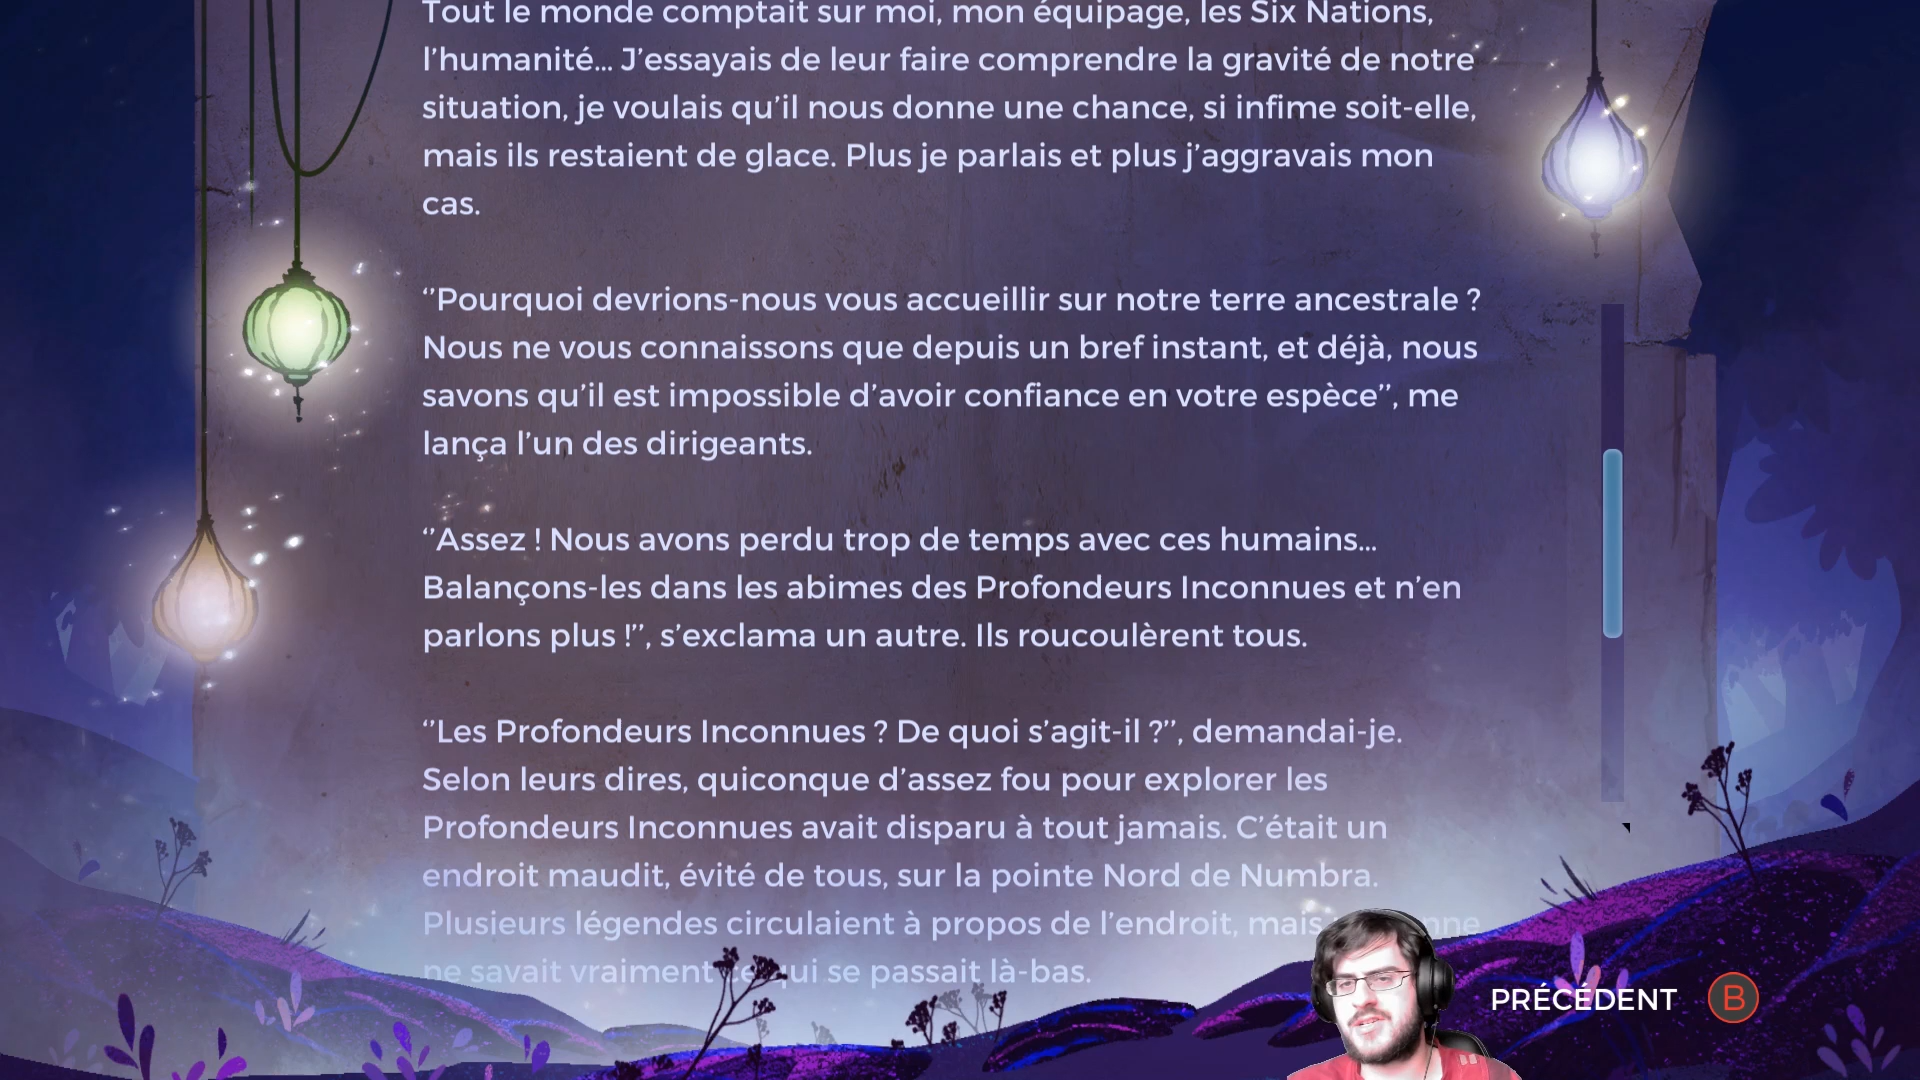 Tout le monde comptait sur moi, mon équipage, les Six Nations,
l’humanité... J’essayais de leur faire comprendre la gravité de notre
situation, je voulais qu’il nous donne une chance, si infime soit-elle,
mais ils restaient de glace. Plus je parlais et plus j’aggravais mon
cas.
‘’Pourquoi devrions-nous vous accueillir sur notre terre ancestrale ?
Nous ne vous connaissons que depuis un bref instant, et déjà, nous
savons qu’il est impossible d’avoir confiance en votre espèce’’, me
lança l’un des dirigeants.
‘’Assez ! Nous avons perdu trop de temps avec ces humains...
Balançons-les dans les abimes des Profondeurs Inconnues et n’en
parlons plus !’’, s’exclama un autre. Ils roucoulèrent tous.
‘’Les Profondeurs Inconnues ? De quoi s’agit-il ?’’, demandai-je.
Selon leurs dires, quiconque d’assez fou pour explorer les
Profondeurs Inconnues avait disparu à tout jamais. C’était un
endroit maudit, évité de tous, sur la pointe Nord de Numbra.
Plusieurs légendes circulaient à propos de l’endroit, mais
ne savait vraiment ce qui se passait là-bas.
PRÉCÉDENT B